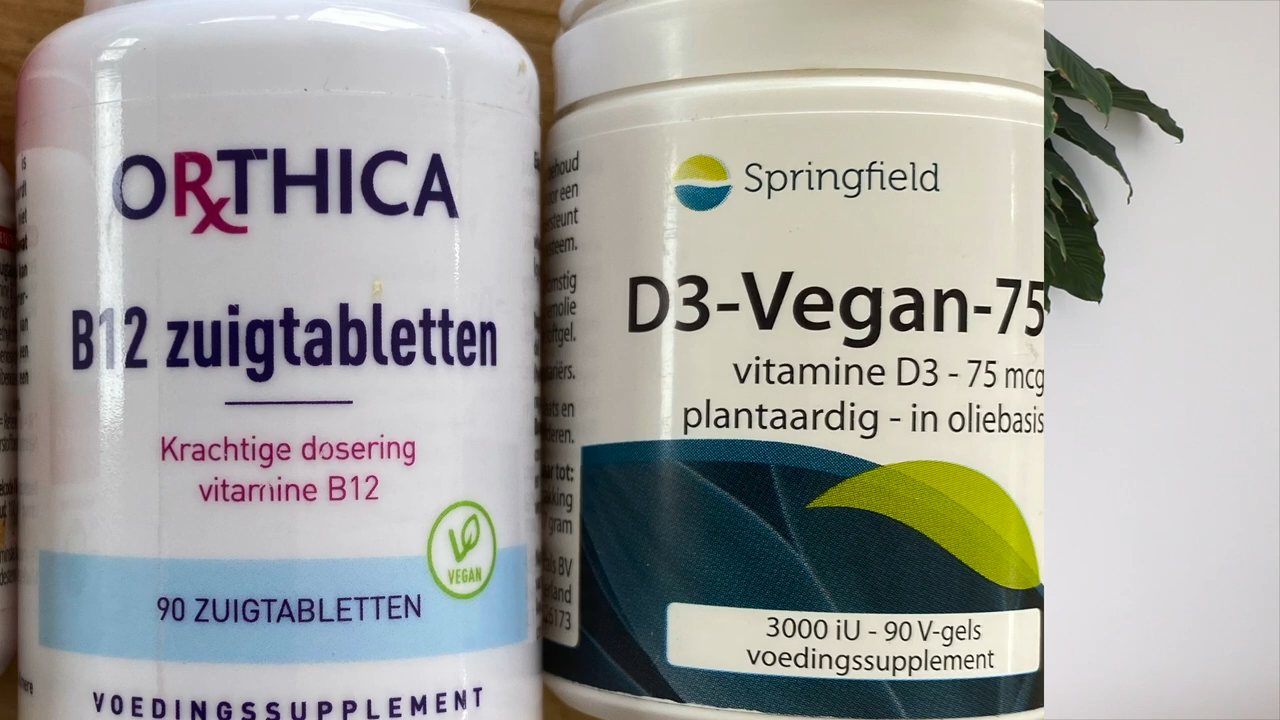 ORTHICA
B12 zuigtabletten
Krachtige dosering
vitamine B12
VEGAN
90 ZUIGTABLETTEN
VOEDINGSSUPPLEMENT
Springfield
D3-Vegan-75
vitamine D3 - 75 mcg
plantaardig - in oliebasis
3000 iU - 90 V-gels
voedingssupplement